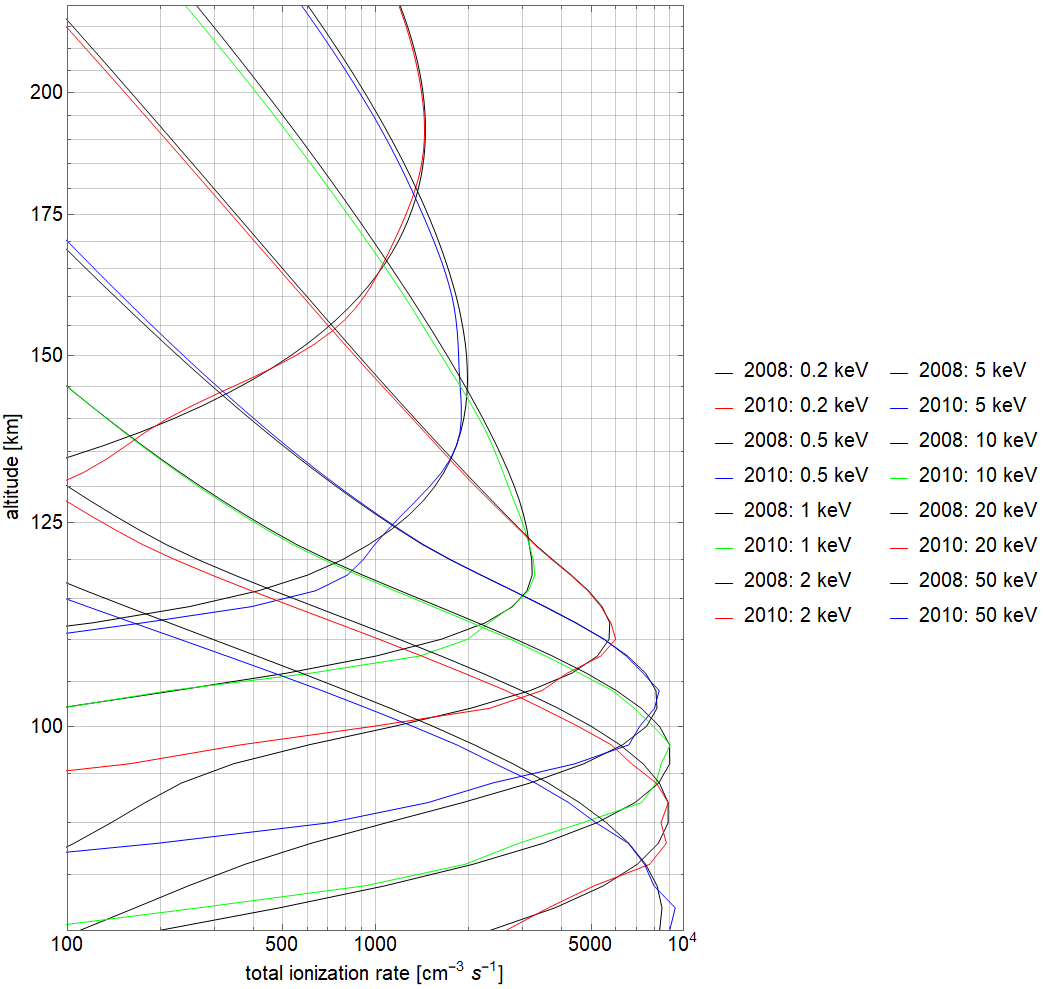 200
175
150
125
100
altitude [km]
100 500 1000 5000 10⁴
total ionization rate [cm⁻³ s⁻¹]
2008: 0.2 keV 2008: 5 keV
2010: 0.2 keV 2010: 5 keV
2008: 0.5 keV 2008: 10 keV
2010: 0.5 keV 2010: 10 keV
2008: 1 keV 2008: 20 keV
2010: 1 keV 2010: 20 keV
2008: 2 keV 2008: 50 keV
2010: 2 keV 2010: 50 keV